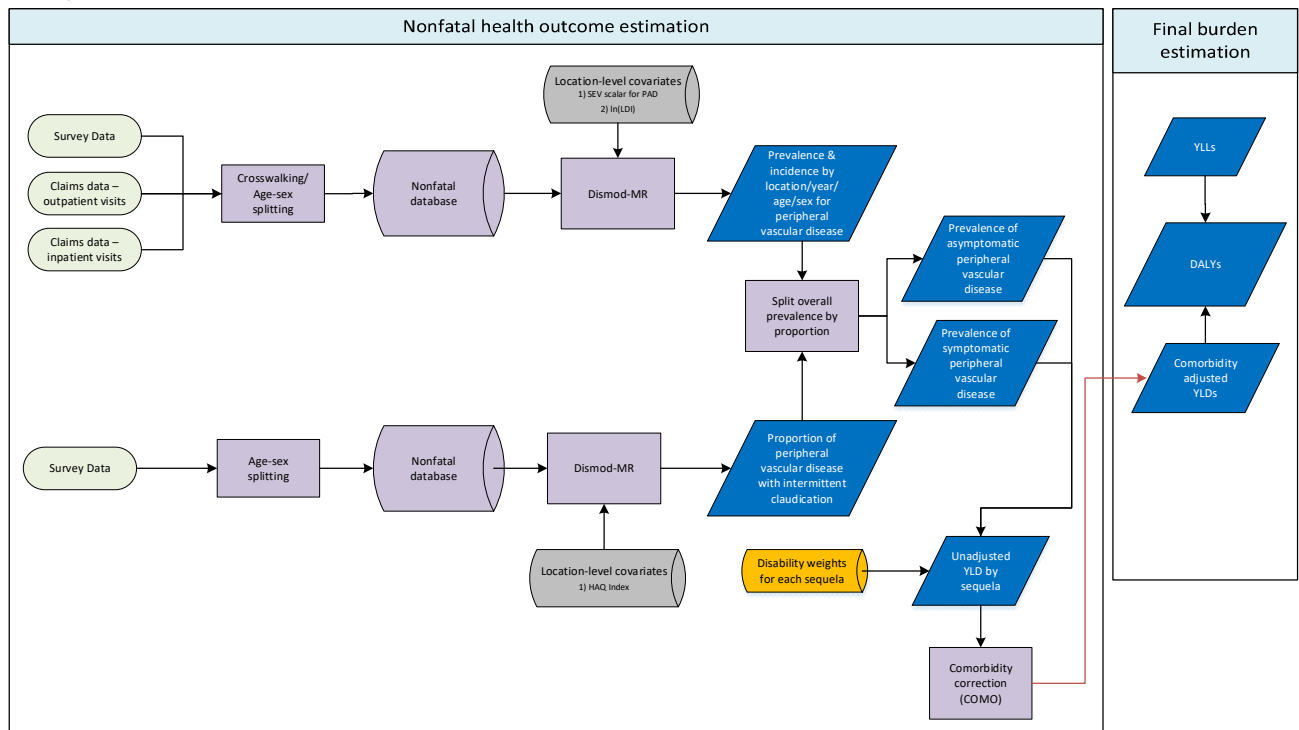 Nonfatal health outcome estimation
Final burden
estimation
Location-level covariates
1) SEV scalar for PAD
2) ln(LDI)
Survey Data
Claims data –
outpatient visits
Claims data –
inpatient visits
Crosswalking/
Age-sex
splitting
Nonfatal
database
Dismod-MR
Prevalence &
incidence by
location/year/
age/sex for
peripheral
vascular disease
Prevalence of
asymptomatic
peripheral
vascular
disease
Split overall
prevalence by
proportion
Prevalence of
symptomatic
peripheral
vascular
disease
YLLs
DALYs
Comorbidity
adjusted
YLDs
Survey Data
Age-sex
splitting
Nonfatal
database
Dismod-MR
Proportion of
peripheral
vascular disease
with intermittent
claudication
Location-level covariates
1) HAQ Index
Disability weights
for each sequela
Unadjusted
YLD by
sequela
Comorbidity
correction
(COMO)